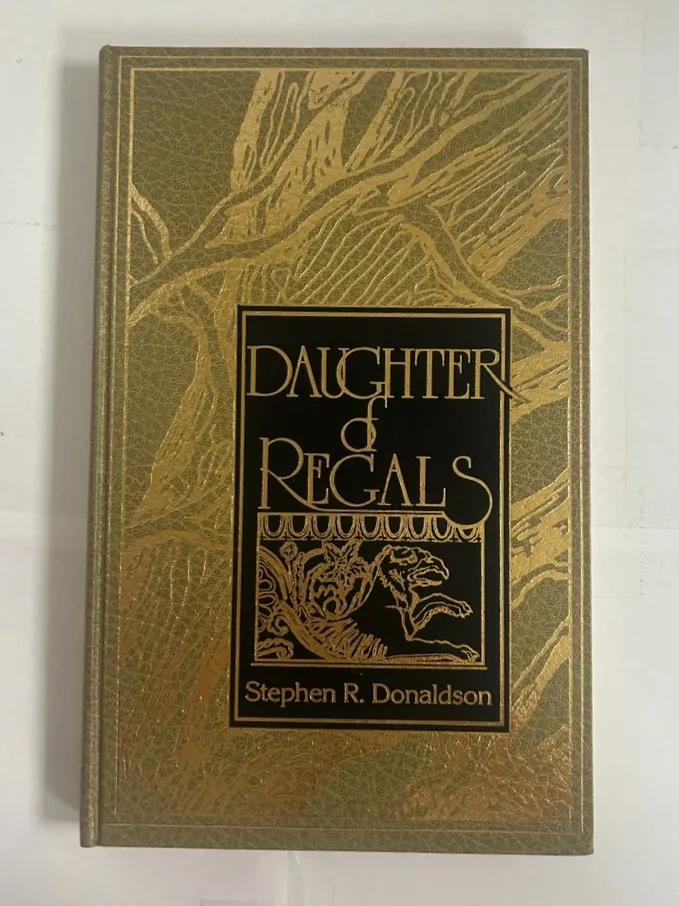 DAUGHTER
of
REGALS
Stephen R. Donaldson